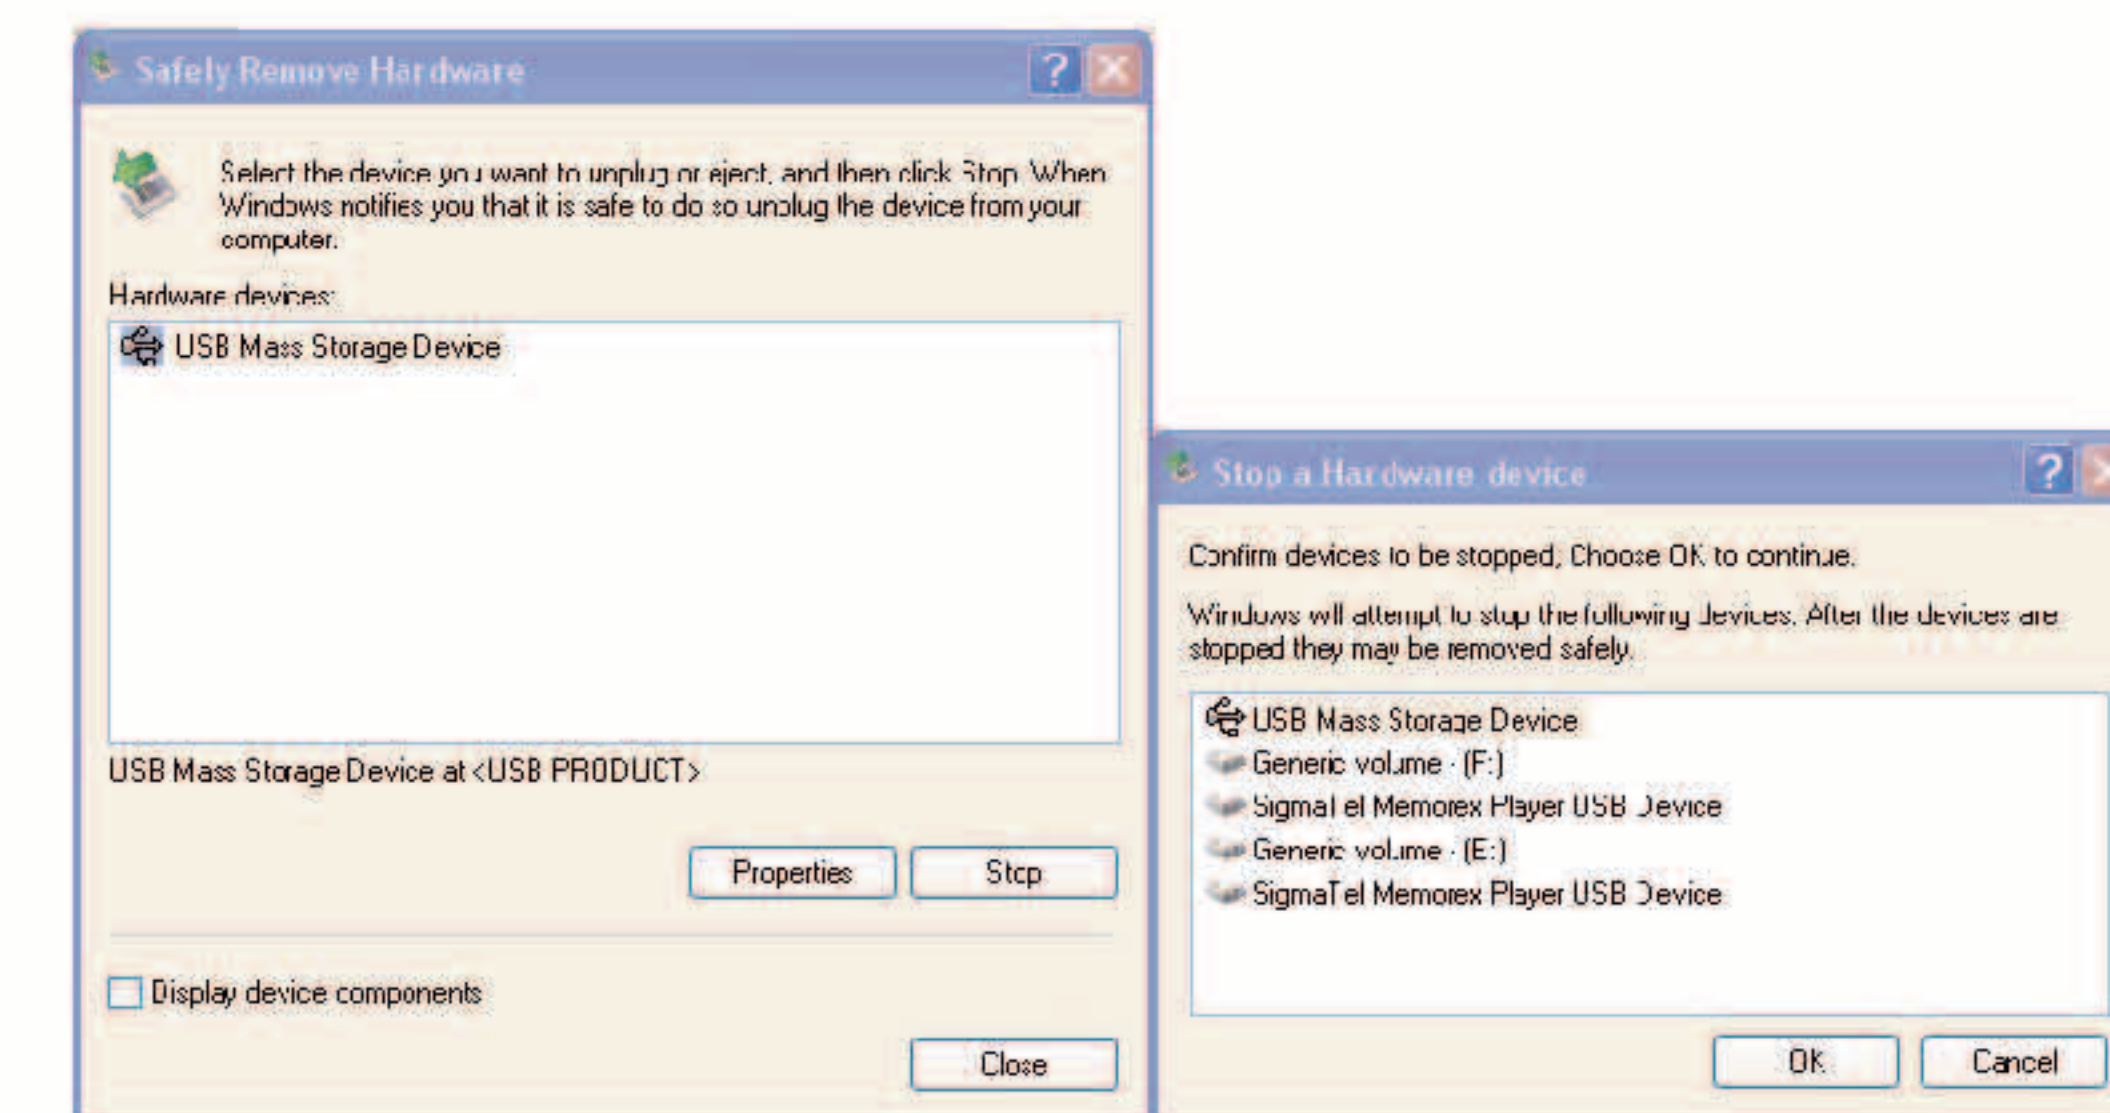 Safely Remove Hardware
Select the device you want to unplug or eject, and then click Stop. When
Windows notifies you that it is safe to do so unplug the device from your
computer.
Hardware devices:
USB Mass Storage Device
USB Mass Storage Device at <USB PRODUCT>
Properties
Stop
Display device components
Close
Stop a Hardware device
Confirm devices to be stopped, Choose OK to continue.
Windows will attempt to stop the following devices. After the devices are
stopped they may be removed safely.
USB Mass Storage Device
Generic volume - (F:)
SigmaTel Memorex Player USB Device
Generic volume - (E:)
SigmaTel Memorex Player USB Device
OK
Cancel